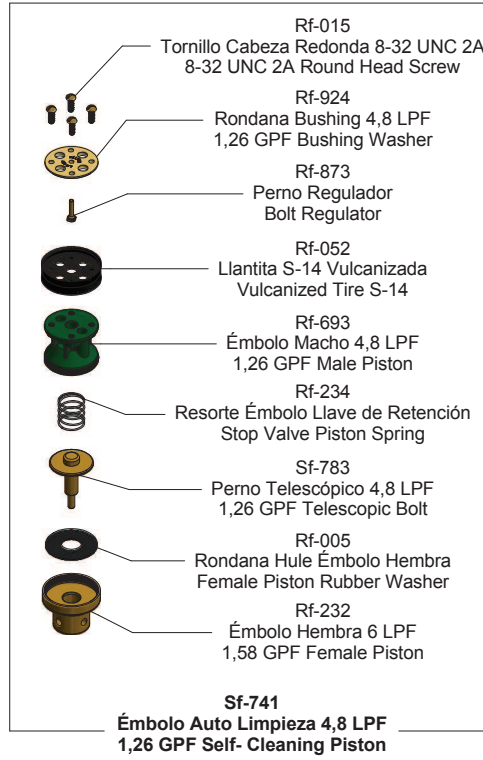 Rf-015
Tornillo Cabeza Redonda 8-32 UNC 2A
8-32 UNC 2A Round Head Screw
Rf-924
Rondana Bushing 4,8 LPF
1,26 GPF Bushing Washer
Rf-873
Perno Regulador
Bolt Regulator
Rf-052
Llantita S-14 Vulcanizada
Vulcanized Tire S-14
Rf-693
Émbolo Macho 4,8 LPF
1,26 GPF Male Piston
Rf-234
Resorte Émbolo Llave de Retención
Stop Valve Piston Spring
Sf-783
Perno Telescópico 4,8 LPF
1,26 GPF Telescopic Bolt
Rf-005
Rondana Hule Émbolo Hembra
Female Piston Rubber Washer
Rf-232
Émbolo Hembra 6 LPF
1,58 GPF Female Piston
Sf-741
Émbolo Auto Limpieza 4,8 LPF
1,26 GPF Self- Cleaning Piston